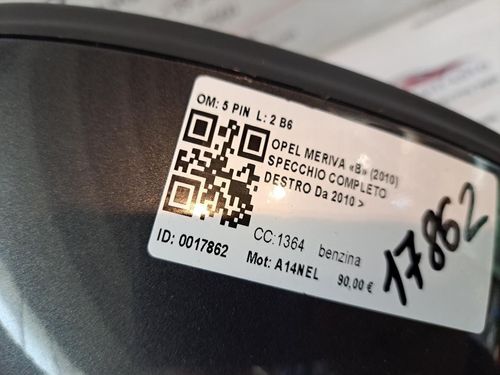 OM: 5 PIN L: 2 B6
OPEL MERIVA «B» (2010)
SPECCHIO COMPLETO
DESTRO Da 2010 >
CC:1364 benzina
ID: 0017862 Mot: A14NEL 90,00 €
17862